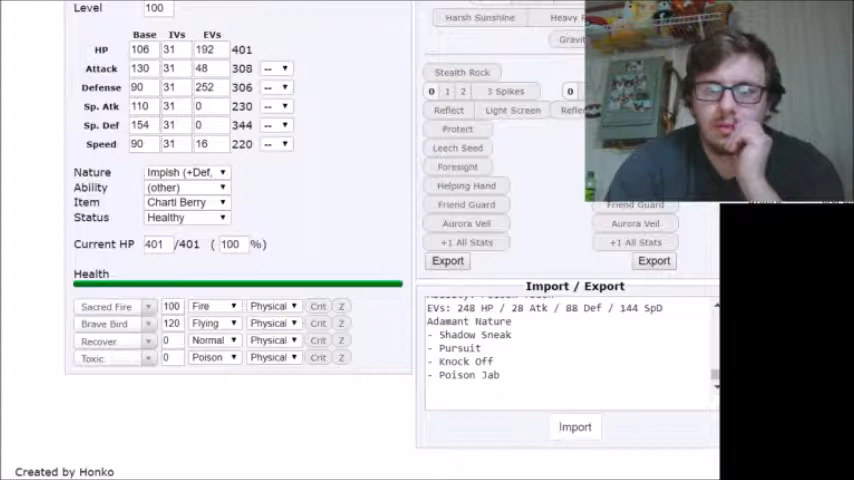 Level 100
Harsh Sunshine Heavy
Gravit
Base IVs EVs
HP 106 31 192 401
Attack 130 31 48 308 --
Defense 90 31 252 306 --
Sp. Atk 110 31 0 230 --
Sp. Def 154 31 0 344 --
Speed 90 31 16 220 --
Stealth Rock
0 1 2 3 Spikes 0
Reflect Light Screen Refle
Protect
Leech Seed
Foresight
Helping Hand
Friend Guard Friend Guard
Aurora Veil Aurora Veil
+1 All Stats +1 All Stats
Export Export
Nature Impish (+Def,
Ability (other)
Item Charti Berry
Status Healthy
Current HP 401 /401 ( 100 %)
Health
Sacred Fire 100 Fire Physical Crit Z
Brave Bird 120 Flying Physical Crit Z
Recover 0 Normal Physical Crit Z
Toxic 0 Poison Physical Crit Z
Import / Export
EVs: 248 HP / 28 Atk / 88 Def / 144 SpD
Adamant Nature
- Shadow Sneak
- Pursuit
- Knock Off
- Poison Jab
Import
Created by Honko